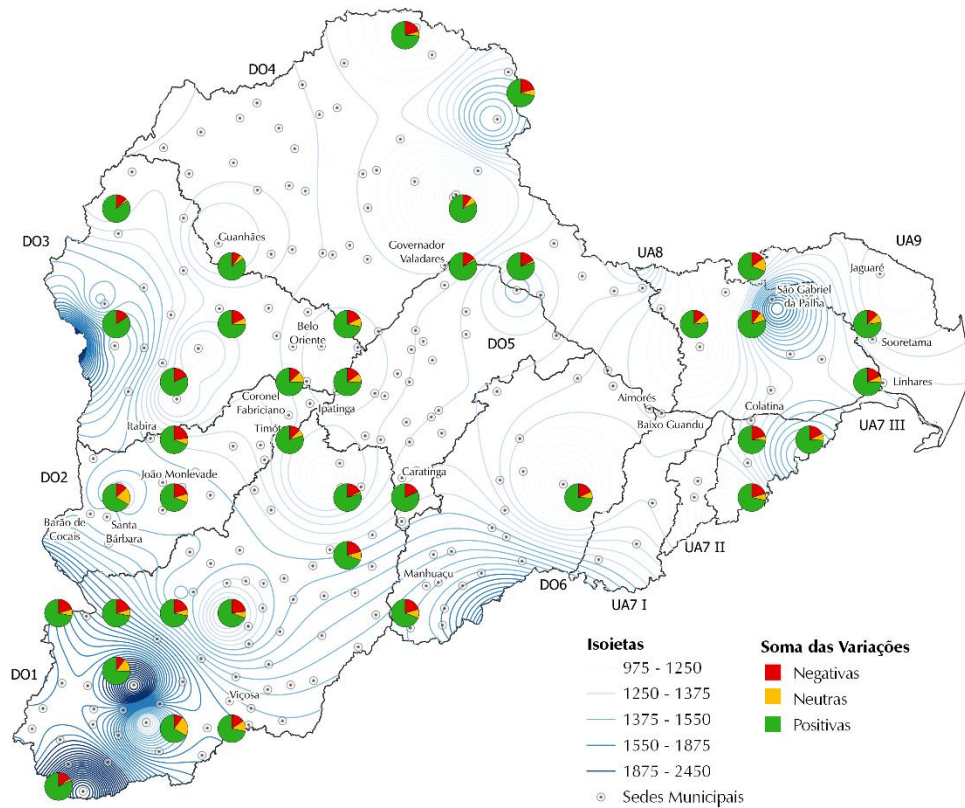 DO4
DO3
Guanhães
Governador
Valadares
UA8
UA9
Jaguaré
São Gabriel
da Palha
Sooretama
Belo
Oriente
DO5
Linhares
Coronel
Fabriciano
Ipatinga
Aimorés
Baixo Guandu
Colatina
UA7 III
Itabira
Timóteo
DO2
João Monlevade
Caratinga
Barão de
Cocais
Santa
Bárbara
UA7 II
Manhuaçu
DO6
UA7 I
DO1
Viçosa
Isoietas
975 - 1250
1250 - 1375
1375 - 1550
1550 - 1875
1875 - 2450
Sedes Municipais
Soma das Variações
Negativas
Neutras
Positivas